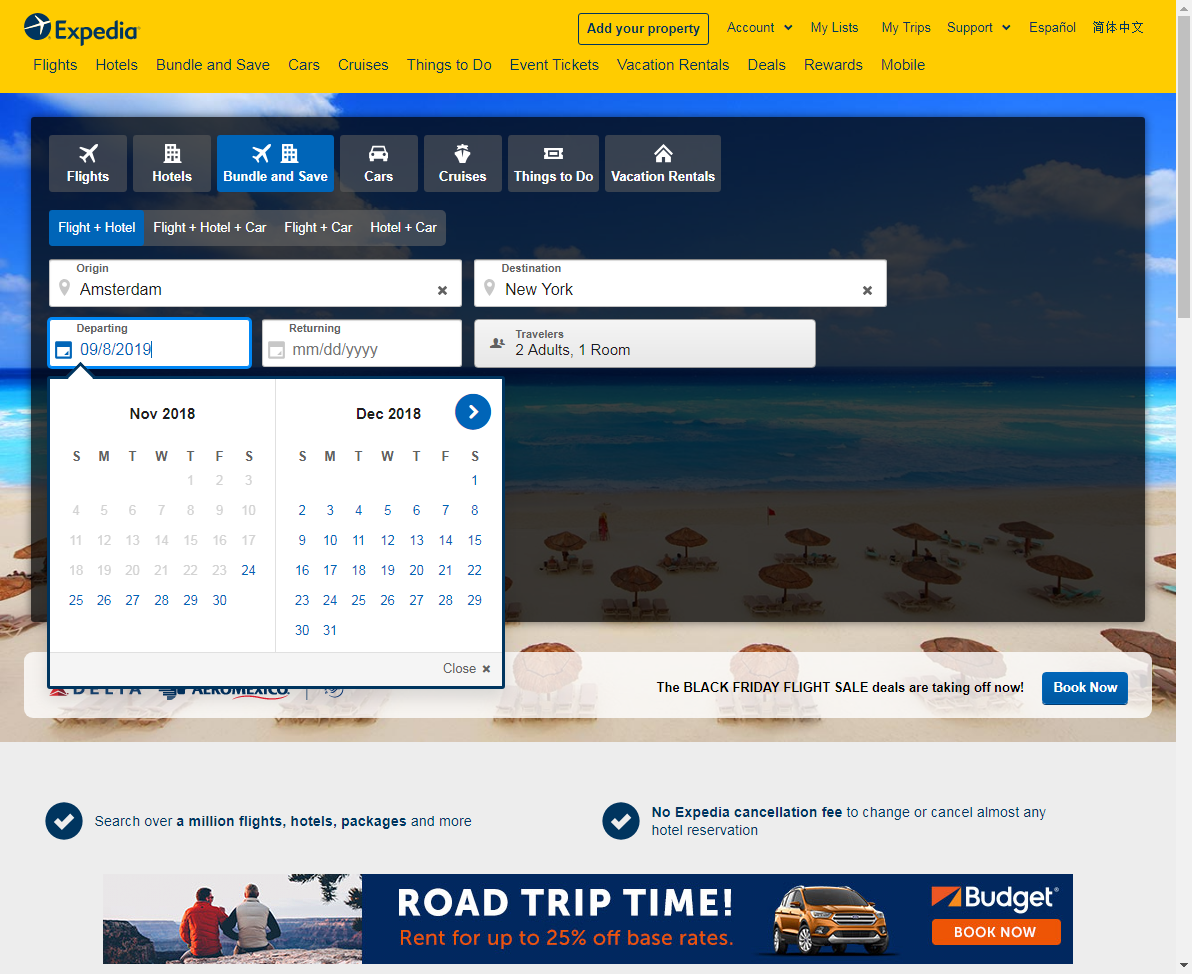 Expedia
Add your property
Account
My Lists
My Trips
Support
Español
简体中文
Flights
Hotels
Bundle and Save
Cars
Cruises
Things to Do
Event Tickets
Vacation Rentals
Deals
Rewards
Mobile
Flights
Hotels
Bundle and Save
Cars
Cruises
Things to Do
Vacation Rentals
Flight + Hotel
Flight + Hotel + Car
Flight + Car
Hotel + Car
Origin
Amsterdam
Destination
New York
Departing
09/8/2019
Returning
mm/dd/yyyy
Travelers
2 Adults, 1 Room
Nov 2018
S M T W T F S
1 2 3
4 5 6 7 8 9 10
11 12 13 14 15 16 17
18 19 20 21 22 23 24
25 26 27 28 29 30
Dec 2018
S M T W T F S
1
2 3 4 5 6 7 8
9 10 11 12 13 14 15
16 17 18 19 20 21 22
23 24 25 26 27 28 29
30 31
Close
DELTA
AEROMEXICO
The BLACK FRIDAY FLIGHT SALE deals are taking off now!
Book Now
Search over a million flights, hotels, packages and more
No Expedia cancellation fee to change or cancel almost any
hotel reservation
ROAD TRIP TIME!
Rent for up to 25% off base rates.
Budget®
BOOK NOW